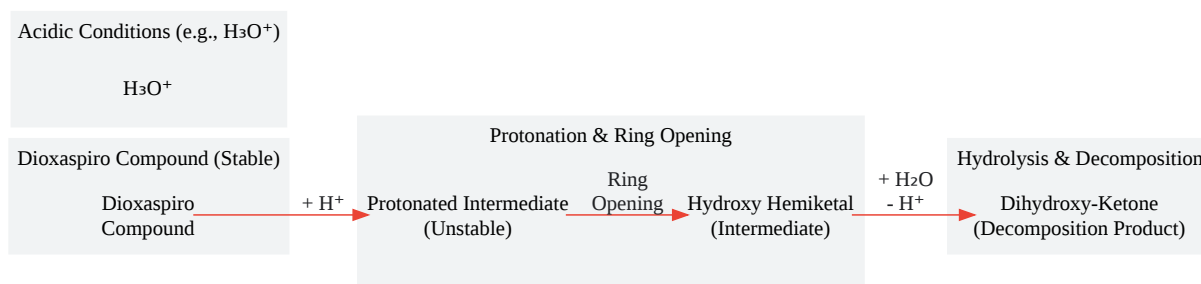 Acidic Conditions (e.g., H₃O⁺)
H₃O⁺
Dioxaspiro Compound (Stable)
Dioxaspiro
Compound
+ H⁺
Protonation & Ring Opening
Protonated Intermediate
(Unstable)
Ring
Opening
Hydroxy Hemiketal
(Intermediate)
+ H₂O
- H⁺
Hydrolysis & Decomposition
Dihydroxy-Ketone
(Decomposition Product)